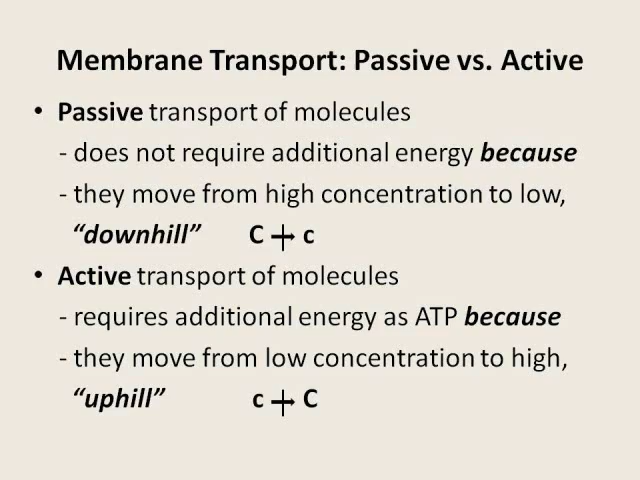 Membrane Transport: Passive vs. Active
• Passive transport of molecules
- does not require additional energy because
- they move from high concentration to low,
“downhill” C → c
• Active transport of molecules
- requires additional energy as ATP because
- they move from low concentration to high,
“uphill” c → C